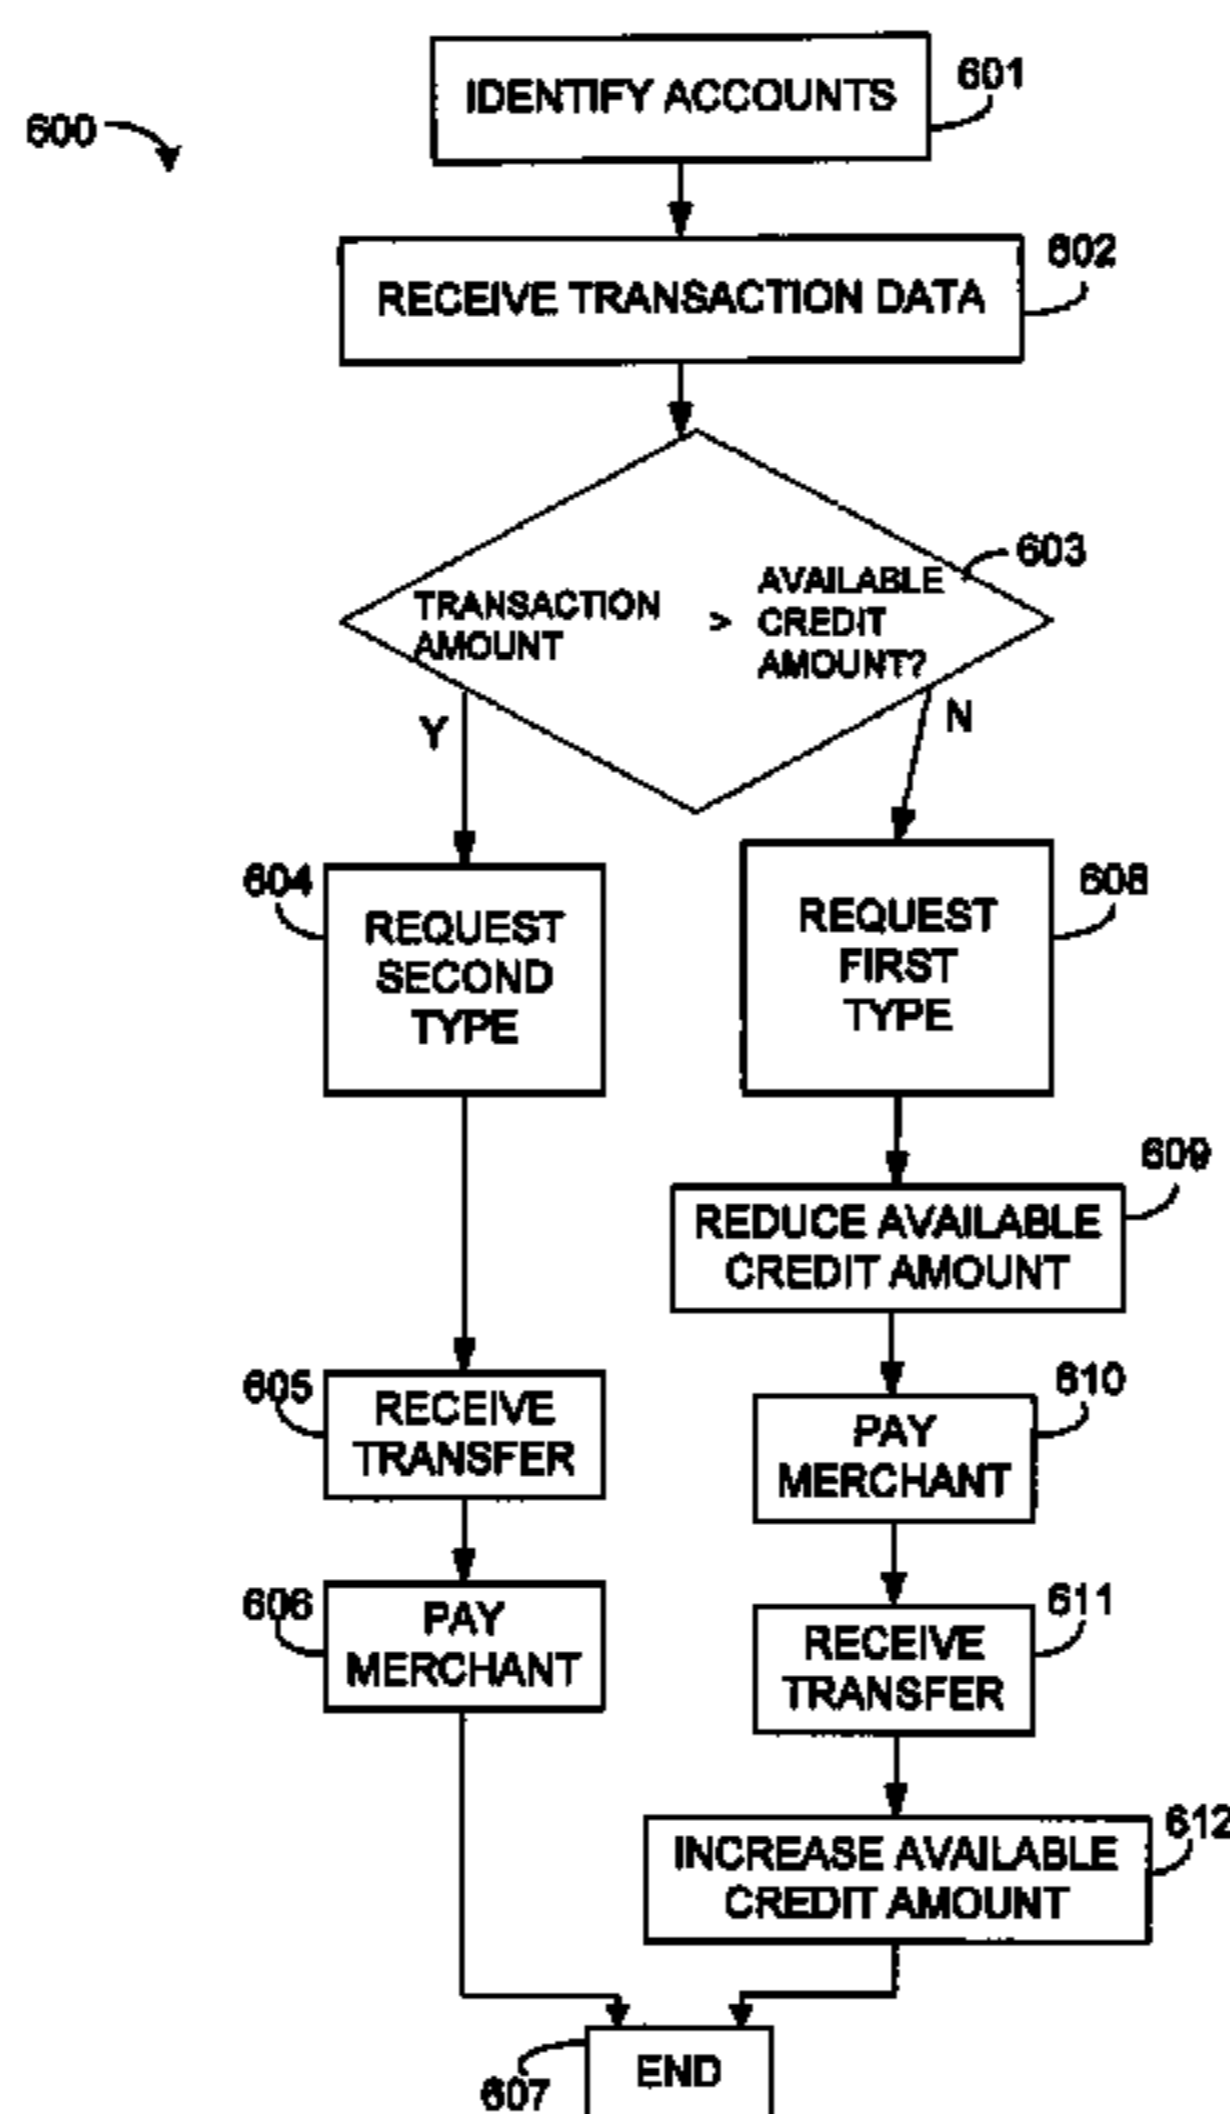 600
IDENTIFY ACCOUNTS
601
RECEIVE TRANSACTION DATA
602
TRANSACTION
AMOUNT
>
AVAILABLE
CREDIT
AMOUNT?
603
Y
N
604
REQUEST
SECOND
TYPE
REQUEST
FIRST
TYPE
608
REDUCE AVAILABLE
CREDIT AMOUNT
609
605
RECEIVE
TRANSFER
PAY
MERCHANT
610
606
PAY
MERCHANT
RECEIVE
TRANSFER
611
INCREASE AVAILABLE
CREDIT AMOUNT
612
END
607